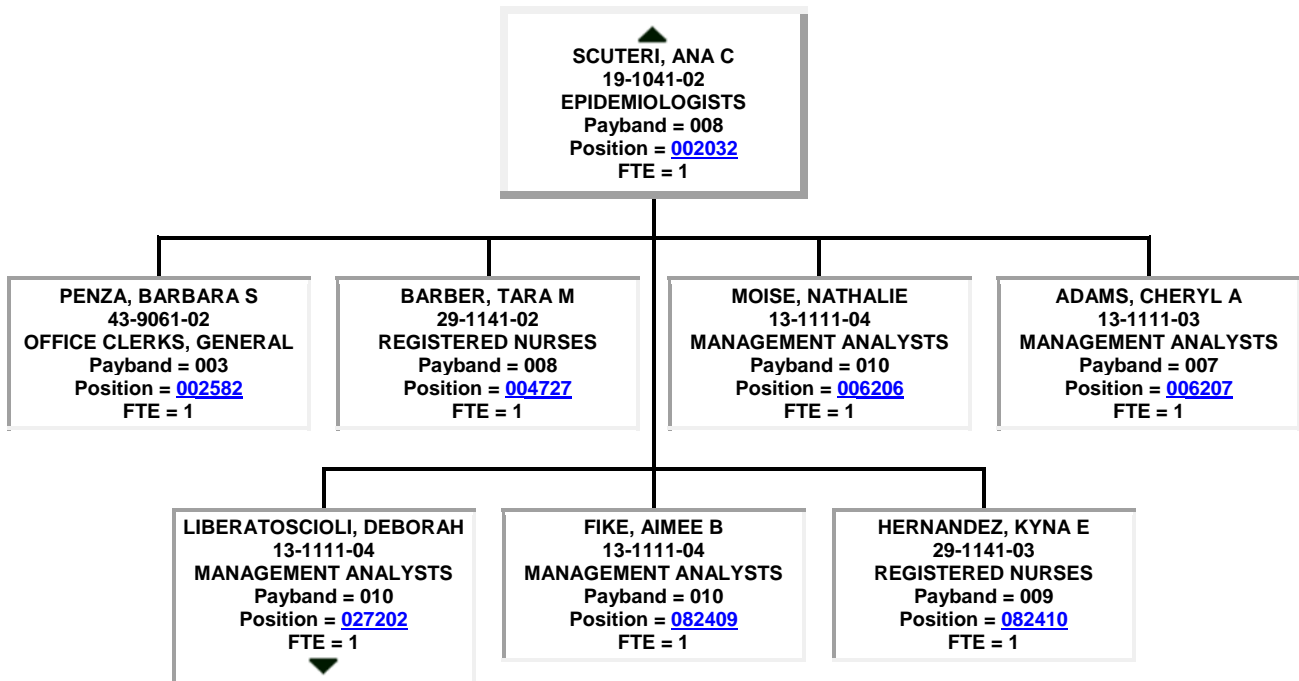 SCUTERI, ANA C
19-1041-02
EPIDEMIOLOGISTS
Payband = 008
Position = 002032
FTE = 1
PENZA, BARBARA S
43-9061-02
OFFICE CLERKS, GENERAL
Payband = 003
Position = 002582
FTE = 1
BARBER, TARA M
29-1141-02
REGISTERED NURSES
Payband = 008
Position = 004727
FTE = 1
MOISE, NATHALIE
13-1111-04
MANAGEMENT ANALYSTS
Payband = 010
Position = 006206
FTE = 1
ADAMS, CHERYL A
13-1111-03
MANAGEMENT ANALYSTS
Payband = 007
Position = 006207
FTE = 1
LIBERATOSCIOLI, DEBORAH
13-1111-04
MANAGEMENT ANALYSTS
Payband = 010
Position = 027202
FTE = 1
FIKE, AIMEE B
13-1111-04
MANAGEMENT ANALYSTS
Payband = 010
Position = 082409
FTE = 1
HERNANDEZ, KYNA E
29-1141-03
REGISTERED NURSES
Payband = 009
Position = 082410
FTE = 1